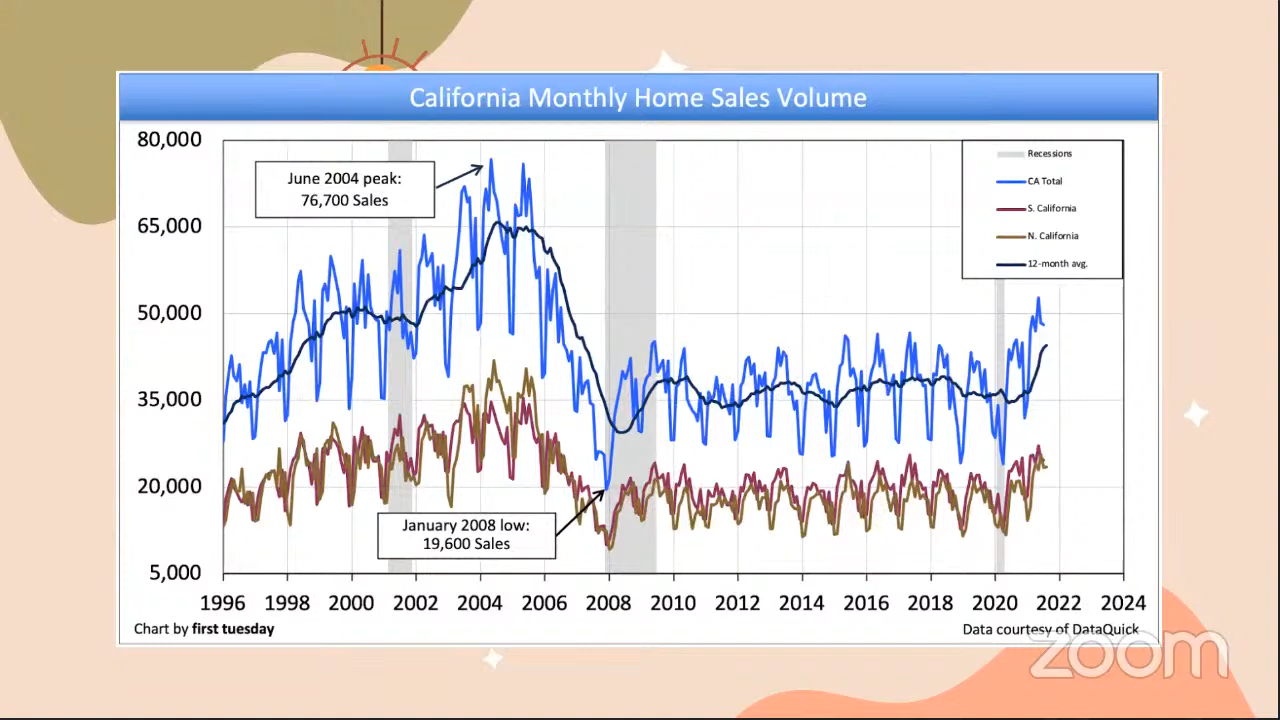 California Monthly Home Sales Volume
80,000
65,000
50,000
35,000
20,000
5,000
June 2004 peak:
76,700 Sales
Recessions
CA Total
S. California
N. California
12-month avg.
January 2008 low:
19,600 Sales
1996 1998 2000 2002 2004 2006 2008 2010 2012 2014 2016 2018 2020 2022 2024
Chart by first tuesday
Data courtesy of DataQuick
zoom